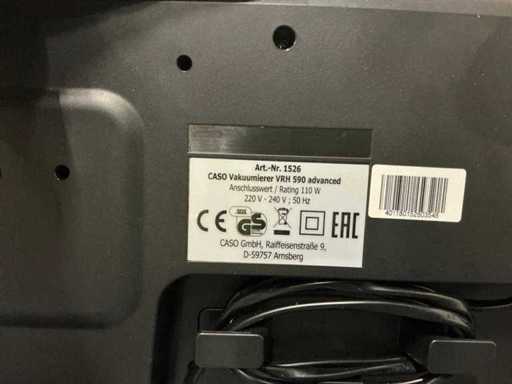 Art.-Nr. 1526
CASO Vakuumierer VRH 590 advanced
Anschlusswert / Rating 110 W
220 V - 240 V ; 50 Hz
CE GS EAC
CASO GmbH, Raiffeisenstraße 9,
D-59757 Arnsberg